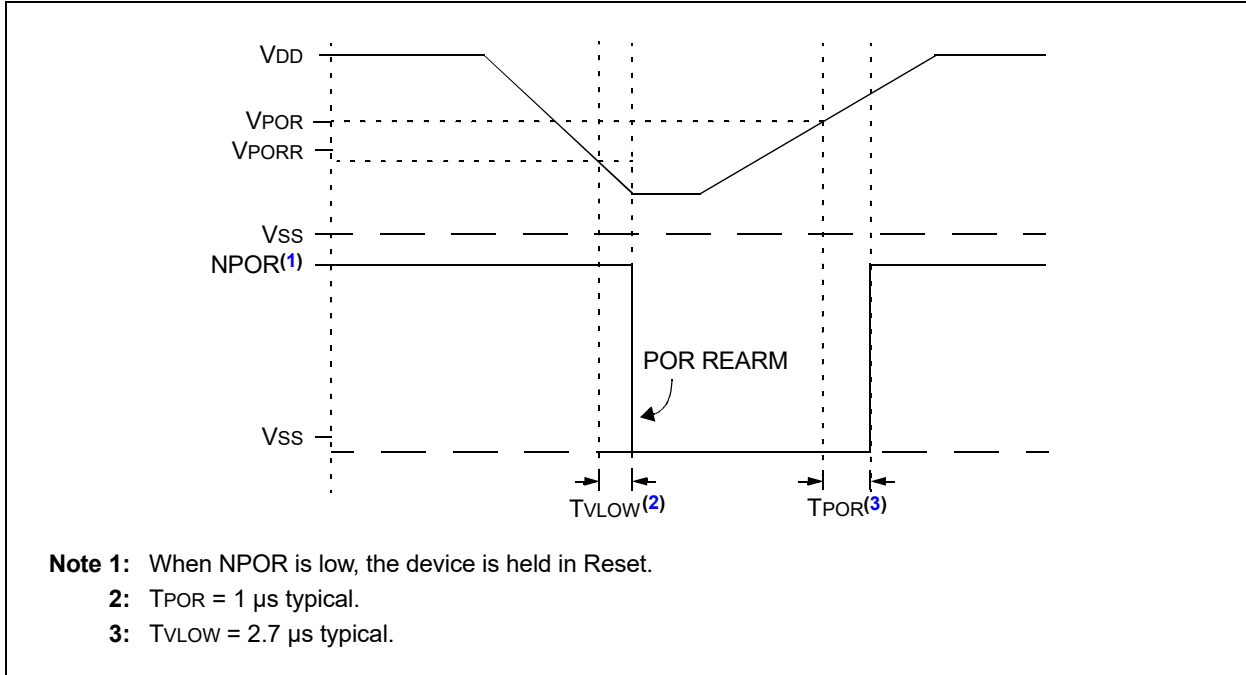 VDD
VPOR
VPORR
VSS
NPOR(1)
POR REARM
VSS
TVLOW(2)
TPOR(3)
Note 1: When NPOR is low, the device is held in Reset.
2: TPOR = 1 μs typical.
3: TVLOW = 2.7 μs typical.